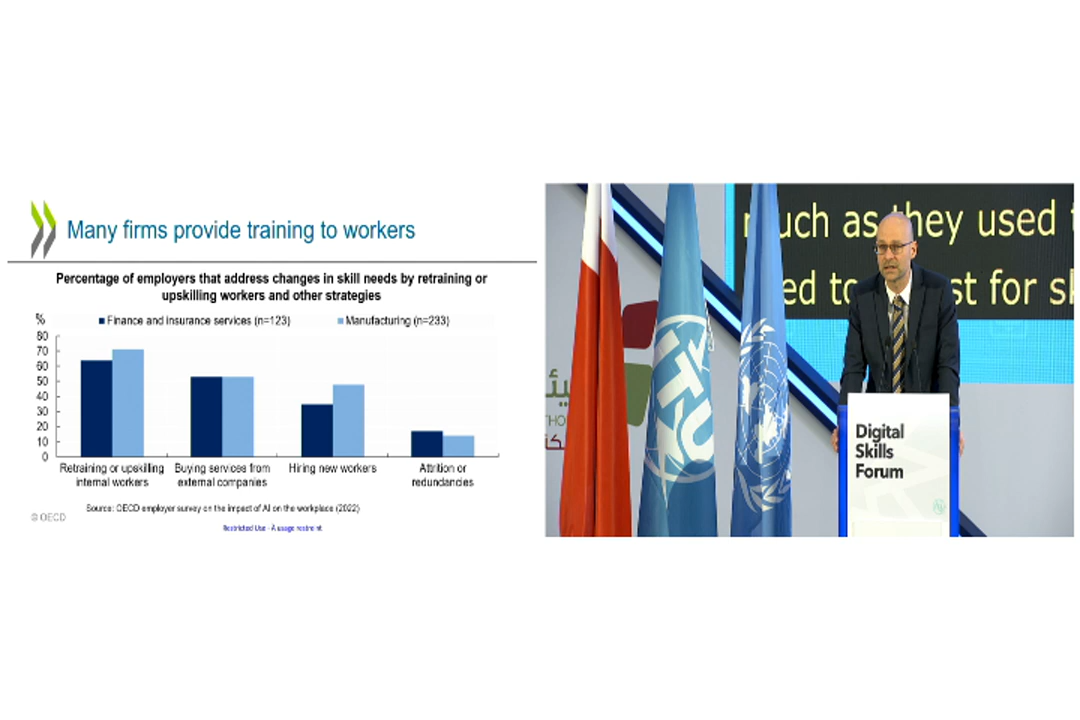 Many firms provide training to workers
Percentage of employers that address changes in skill needs by retraining or
upskilling workers and other strategies
%
Finance and insurance services (n=123)
Manufacturing (n=233)
80
70
60
50
40
30
20
10
0
Retraining or upskilling
internal workers
Buying services from
external companies
Hiring new workers
Attrition or
redundancies
Source: OECD employer survey on the impact of AI on the workplace (2022)
© OECD
much as they used t
ed to st for sk
ITU
Digital
Skills
Forum